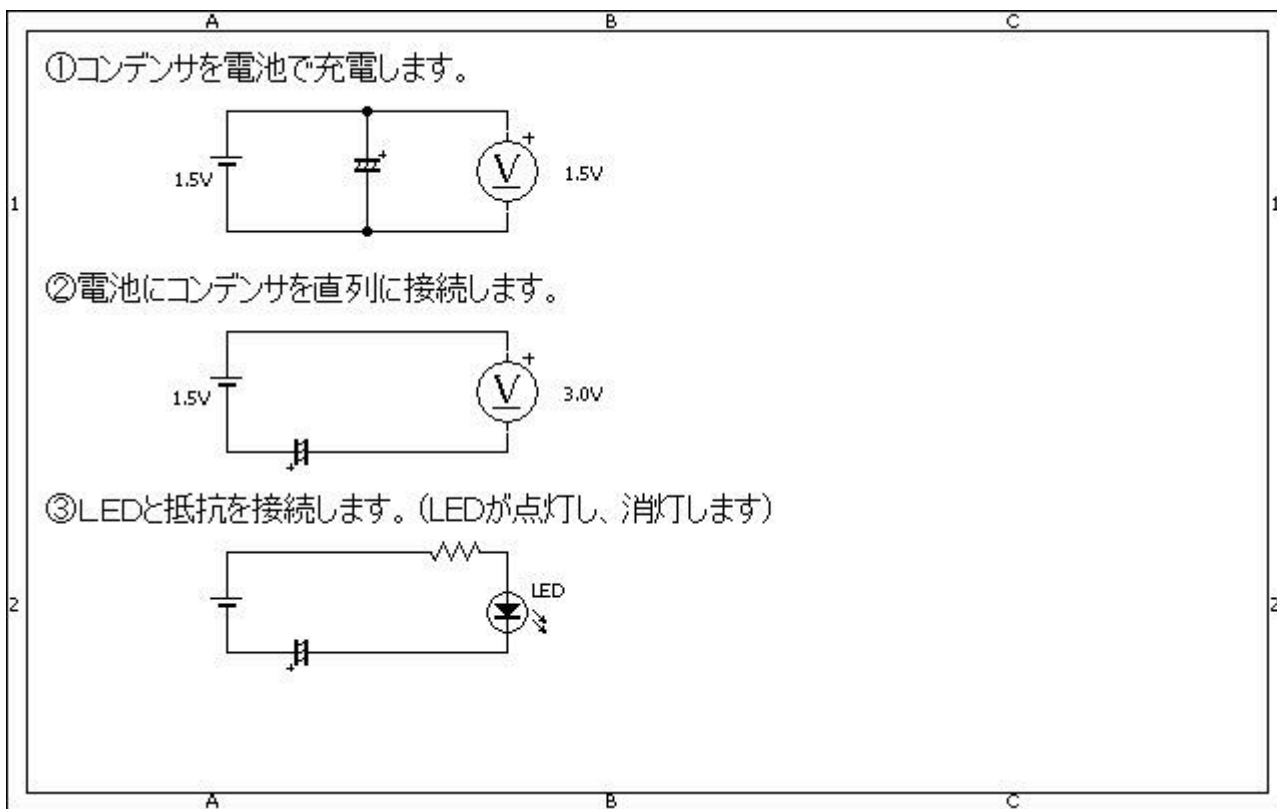 A B C
①コンデンサを電池で充電します。
+
1.5V V 1.5V
1 1
②電池にコンデンサを直列に接続します。
+
1.5V V 3.0V
+
③LEDと抵抗を接続します。(LEDが点灯し、消灯します)
LED
2 2
+
A B C